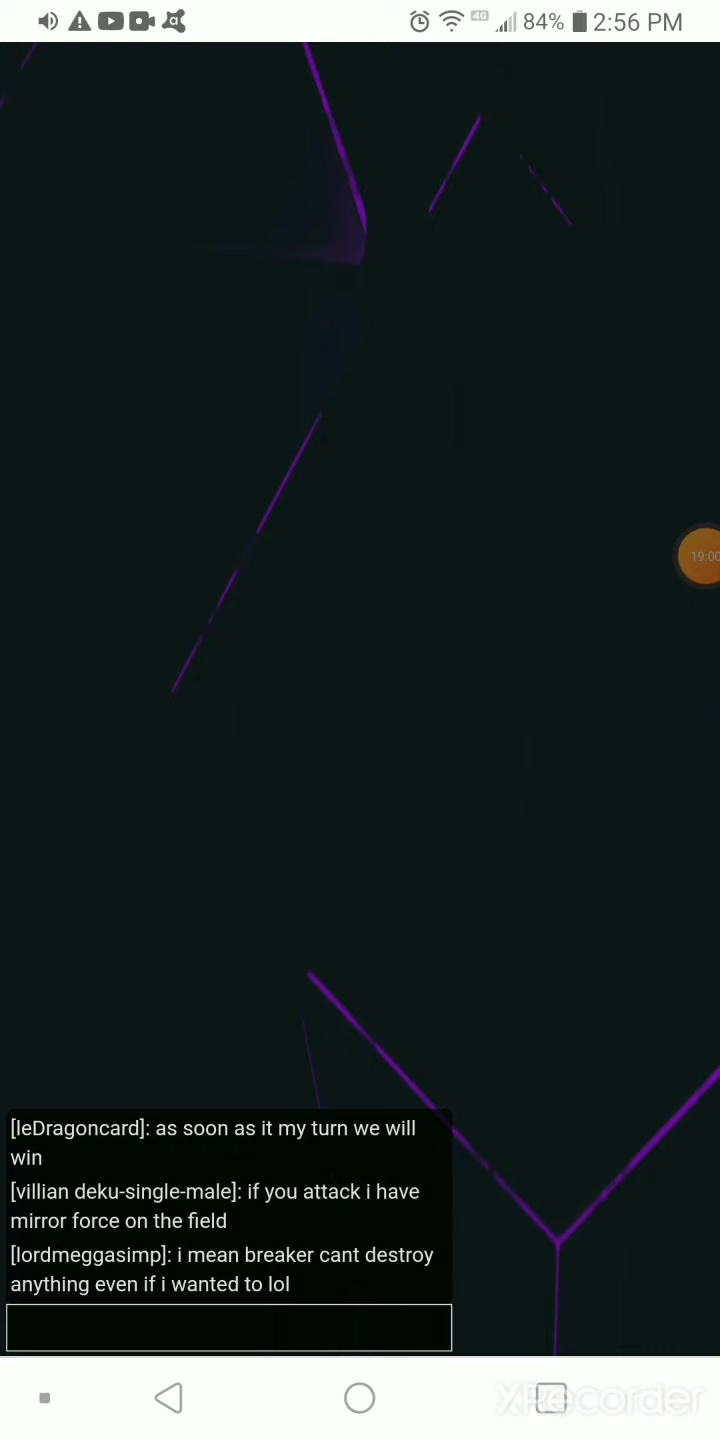 4G 84% 2:56 PM
19:00
[leDragoncard]: as soon as it my turn we will
win
[villian deku-single-male]: if you attack i have
mirror force on the field
[lordmeggasimp]: i mean breaker cant destroy
anything even if i wanted to lol
XRecorder